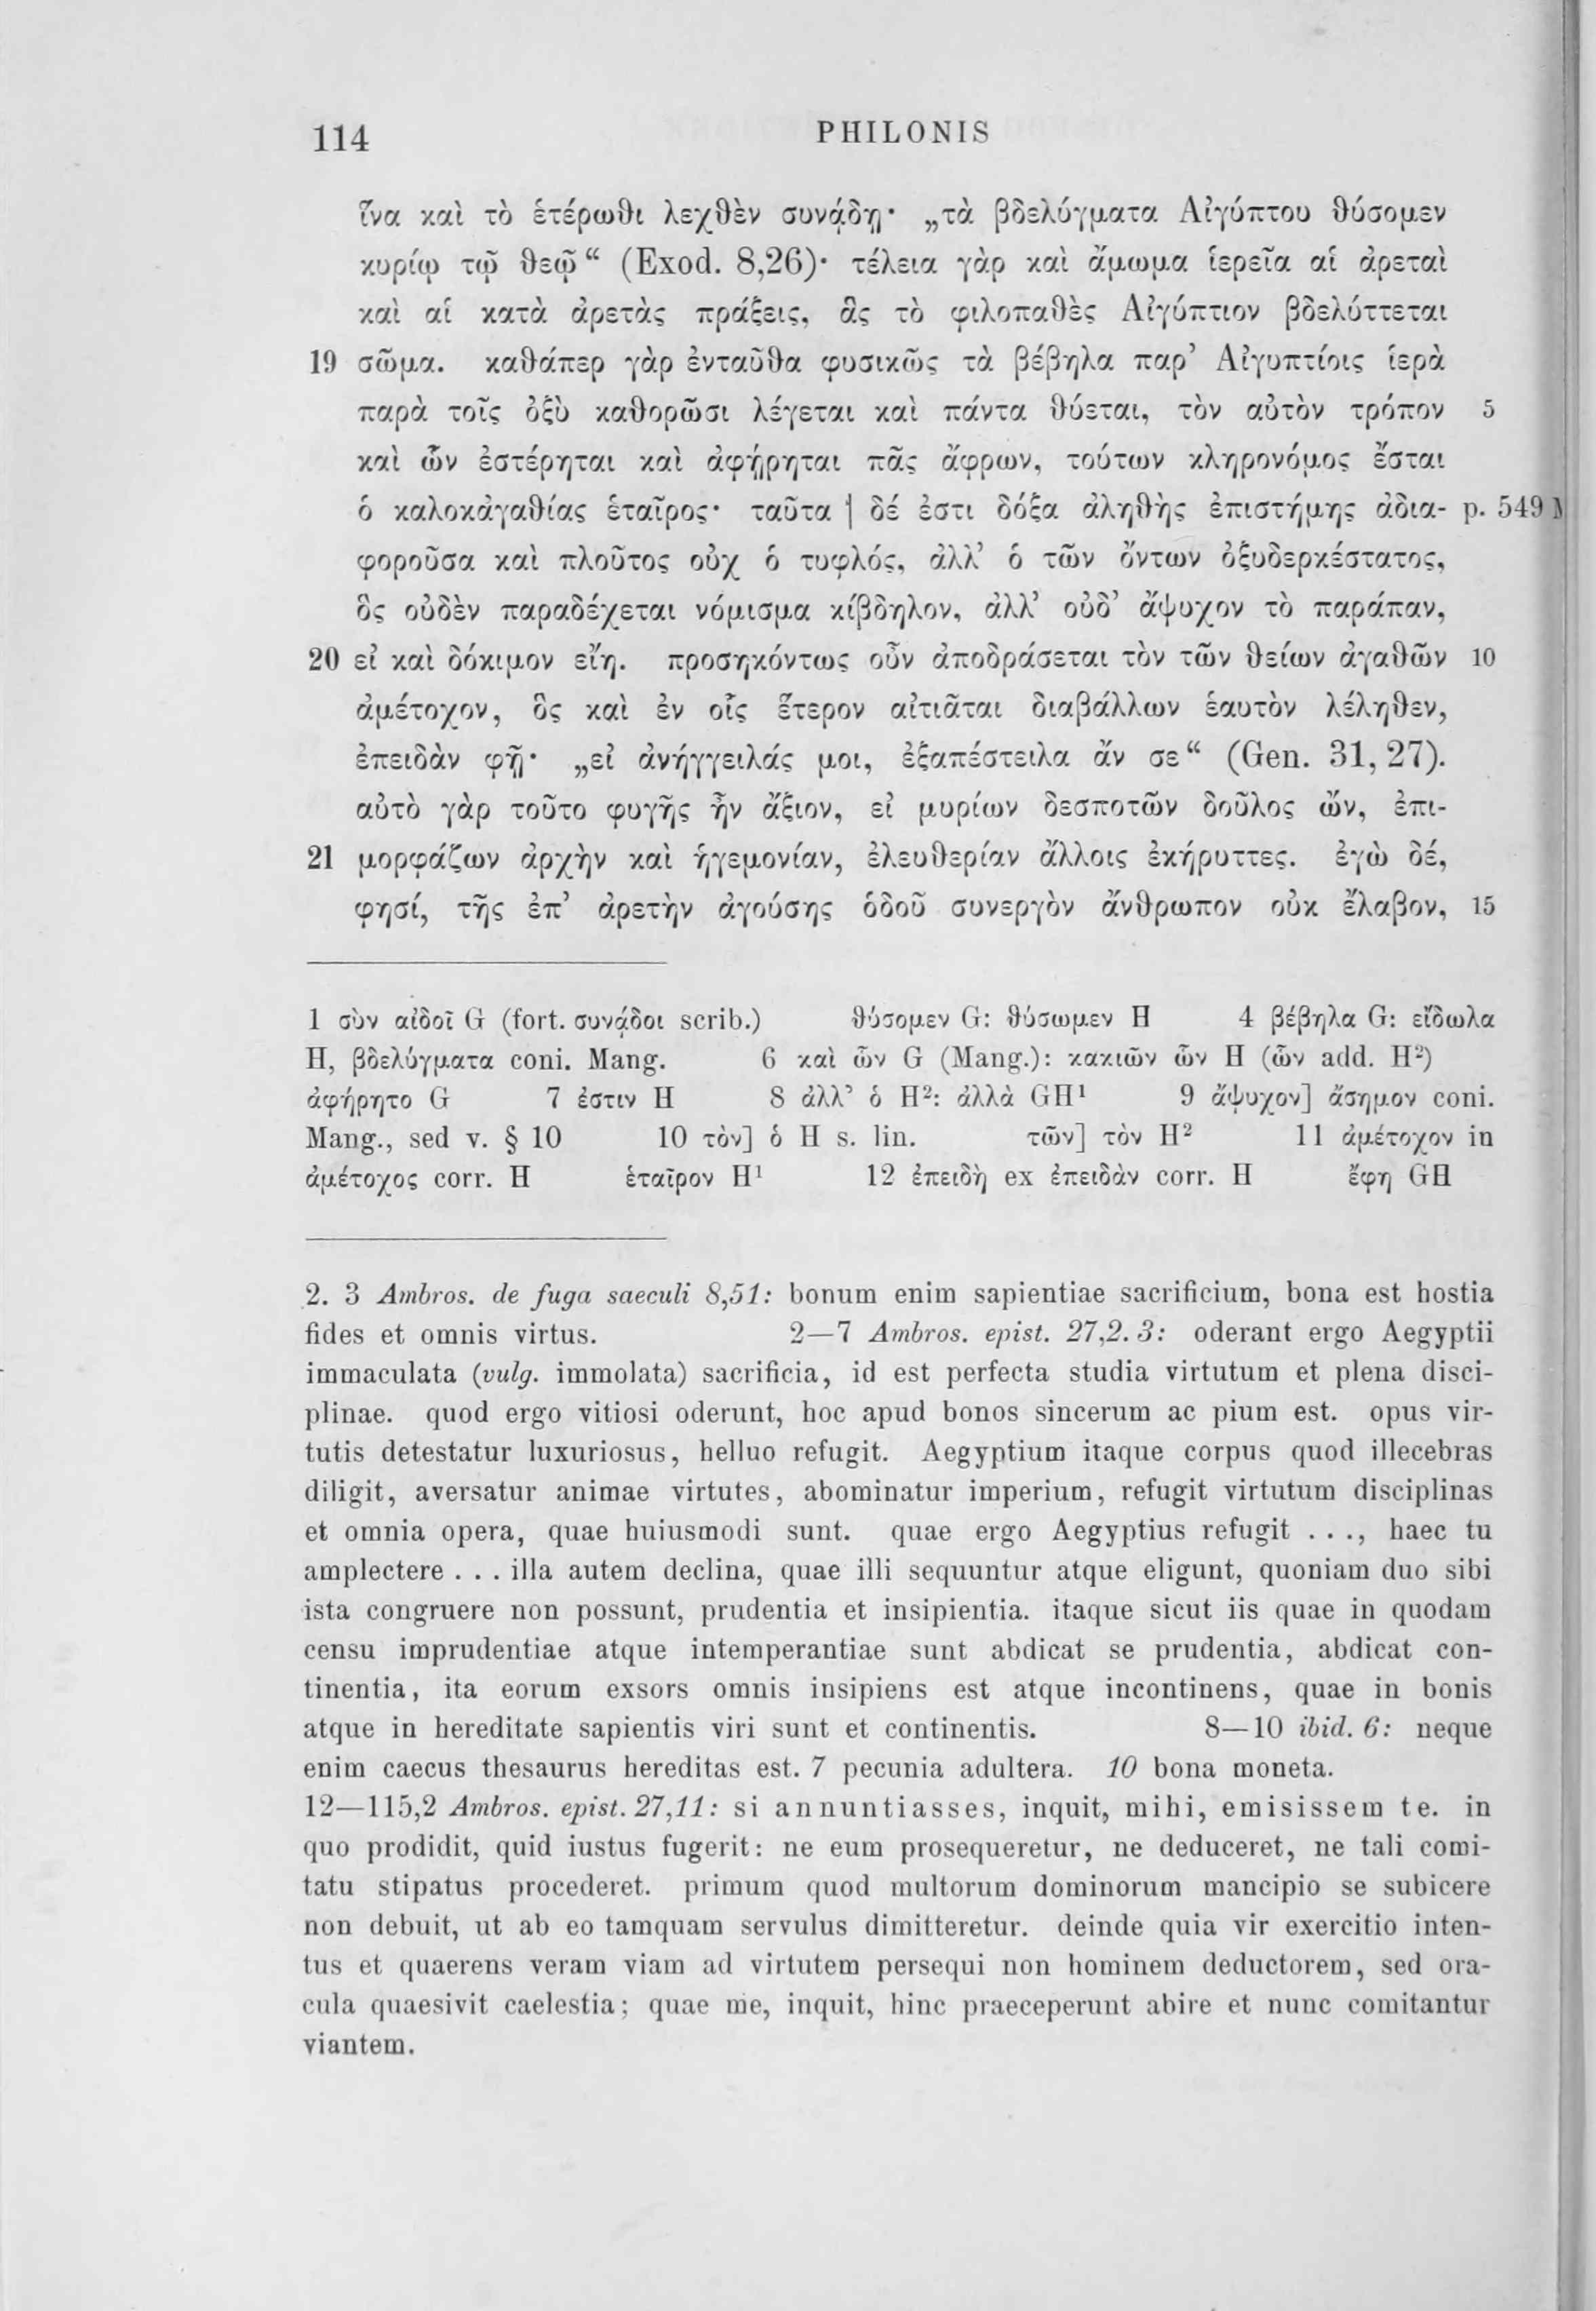 114 PHILONIS
ἵνα καὶ τὸ ἑτέρωθι λεχθὲν συνᾴδῃ· „τὰ βδελύγματα Αἰγύπτου θύσομεν
κυρίῳ τῷ θεῷ“ (Exod. 8,26)· τέλεια γὰρ καὶ ἄμωμα ἱερεῖα αἱ ἀρεταὶ
καὶ αἱ κατὰ ἀρετὰς πράξεις, ἃς τὸ φιλοπαθὲς Αἰγύπτιον βδελύττεται
19 σῶμα. καθάπερ γὰρ ἐνταῦθα φυσικῶς τὰ βέβηλα παρ’ Αἰγυπτίοις ἱερὰ
παρὰ τοῖς ὀξὺ καθορῶσι λέγεται καὶ πάντα θύεται, τὸν αὐτὸν τρόπον 5
καὶ ὧν ἐστέρηται καὶ ἀφῄρηται πᾶς ἄφρων, τούτων κληρονόμος ἔσται
ὁ καλοκἀγαθίας ἑταῖρος· ταῦτα | δέ ἐστι δόξα ἀληθὴς ἐπιστήμης ἀδια- p. 549 M
φοροῦσα καὶ πλοῦτος οὐχ ὁ τυφλός, ἀλλ’ ὁ τῶν ὄντων ὀξυδερκέστατος,
ὃς οὐδὲν παραδέχεται νόμισμα κίβδηλον, ἀλλ’ οὐδ’ ἄψυχον τὸ παράπαν,
20 εἰ καὶ δόκιμον εἴη. προσηκόντως οὖν ἀποδράσεται τὸν τῶν θείων ἀγαθῶν 10
ἀμέτοχον, ὃς καὶ ἐν οἷς ἕτερον αἰτιᾶται διαβάλλων ἑαυτὸν λέληθεν,
ἐπειδὰν φῇ· „εἰ ἀνήγγειλάς μοι, ἐξαπέστειλα ἄν σε“ (Gen. 31, 27).
αὐτὸ γὰρ τοῦτο φυγῆς ἦν ἄξιον, εἰ μυρίων δεσποτῶν δοῦλος ὤν, ἐπι-
21 μορφάζων ἀρχὴν καὶ ἡγεμονίαν, ἐλευθερίαν ἄλλοις ἐκήρυττες. ἐγὼ δέ,
φησί, τῆς ἐπ’ ἀρετὴν ἀγούσης ὁδοῦ συνεργὸν ἄνθρωπον οὐκ ἔλαβον, 15
1 σὺν αἰδοῖ G (fort. συνᾴδοι scrib.) θύσομεν G: θύσωμεν H 4 βέβηλα G: εἴδωλα
H, βδελύγματα coni. Mang. 6 καὶ ὧν G (Mang.): κακιῶν ὧν H (ὧν add. H²)
ἀφήρητο G 7 ἐστιν H 8 ἀλλ’ ὁ H²: ἀλλὰ GH¹ 9 ἄψυχον] ἄσημον coni.
Mang., sed v. § 10 10 τὸν] ὁ H s. lin. τῶν] τὸν H² 11 ἀμέτοχον in
ἀμέτοχος corr. H ἑταῖρον H¹ 12 ἐπειδὴ ex ἐπειδὰν corr. H ἔφη GH
2. 3 Ambros. de fuga saeculi 8,51: bonum enim sapientiae sacrificium, bona est hostia
fides et omnis virtus. 2—7 Ambros. epist. 27,2. 3: oderant ergo Aegyptii
immaculata (vulg. immolata) sacrificia, id est perfecta studia virtutum et plena disci-
plinae. quod ergo vitiosi oderunt, hoc apud bonos sincerum ac pium est. opus vir-
tutis detestatur luxuriosus, helluo refugit. Aegyptium itaque corpus quod illecebras
diligit, aversatur animae virtutes, abominatur imperium, refugit virtutum disciplinas
et omnia opera, quae huiusmodi sunt. quae ergo Aegyptius refugit . . ., haec tu
amplectere . . . illa autem declina, quae illi sequuntur atque eligunt, quoniam duo sibi
ista congruere non possunt, prudentia et insipientia. itaque sicut iis quae in quodam
censu imprudentiae atque intemperantiae sunt abdicat se prudentia, abdicat con-
tinentia, ita eorum exsors omnis insipiens est atque incontinens, quae in bonis
atque in hereditate sapientis viri sunt et continentis. 8—10 ibid. 6: neque
enim caecus thesaurus hereditas est. 7 pecunia adultera. 10 bona moneta.
12—115,2 Ambros. epist. 27,11: si annuntiasses, inquit, mihi, emisissem te. in
quo prodidit, quid iustus fugerit: ne eum prosequeretur, ne deduceret, ne tali comi-
tatu stipatus procederet. primum quod multorum dominorum mancipio se subicere
non debuit, ut ab eo tamquam servulus dimitteretur. deinde quia vir exercitio inten-
tus et quaerens veram viam ad virtutem persequi non hominem deductorem, sed ora-
cula quaesivit caelestia; quae me, inquit, hinc praeceperunt abire et nunc comitantur
viantem.